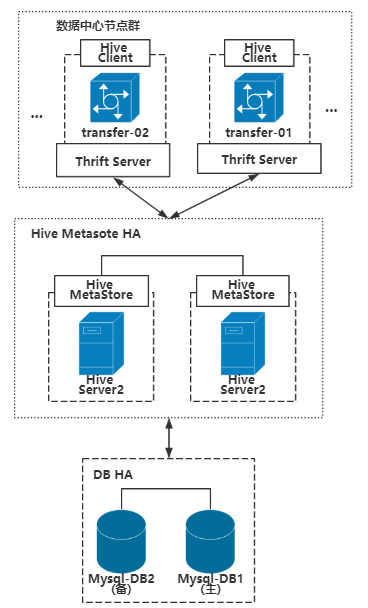 数据中心节点群
Hive
Client
Hive
Client
...
...
transfer-02
transfer-01
Thrift Server
Thrift Server
Hive Metasote HA
Hive
MetaStore
Hive
MetaStore
Hive
Server2
Hive
Server2
DB HA
Mysql-DB2
(备)
Mysql-DB1
(主)